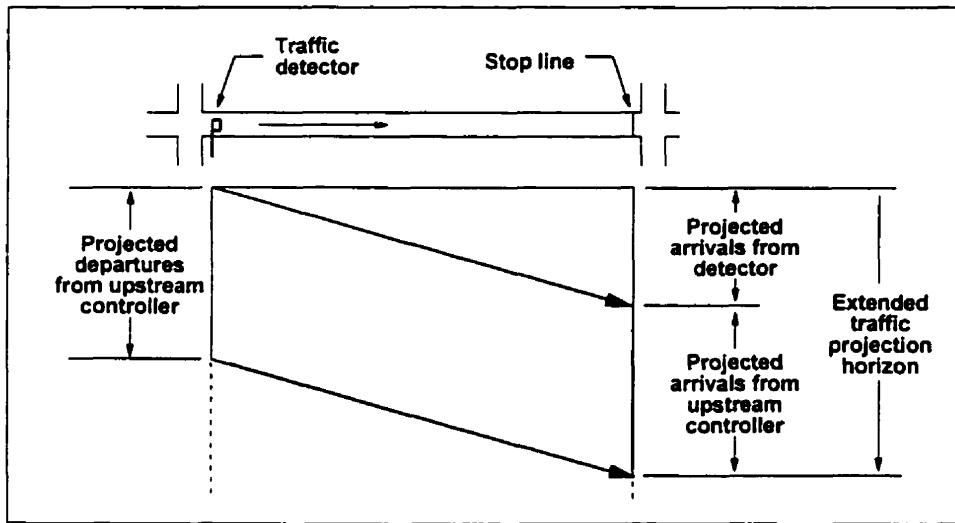 Traffic
detector
Stop line
Projected
departures
from upstream
controller
Projected
arrivals from
detector
Projected
arrivals from
upstream
controller
Extended
traffic
projection
horizon